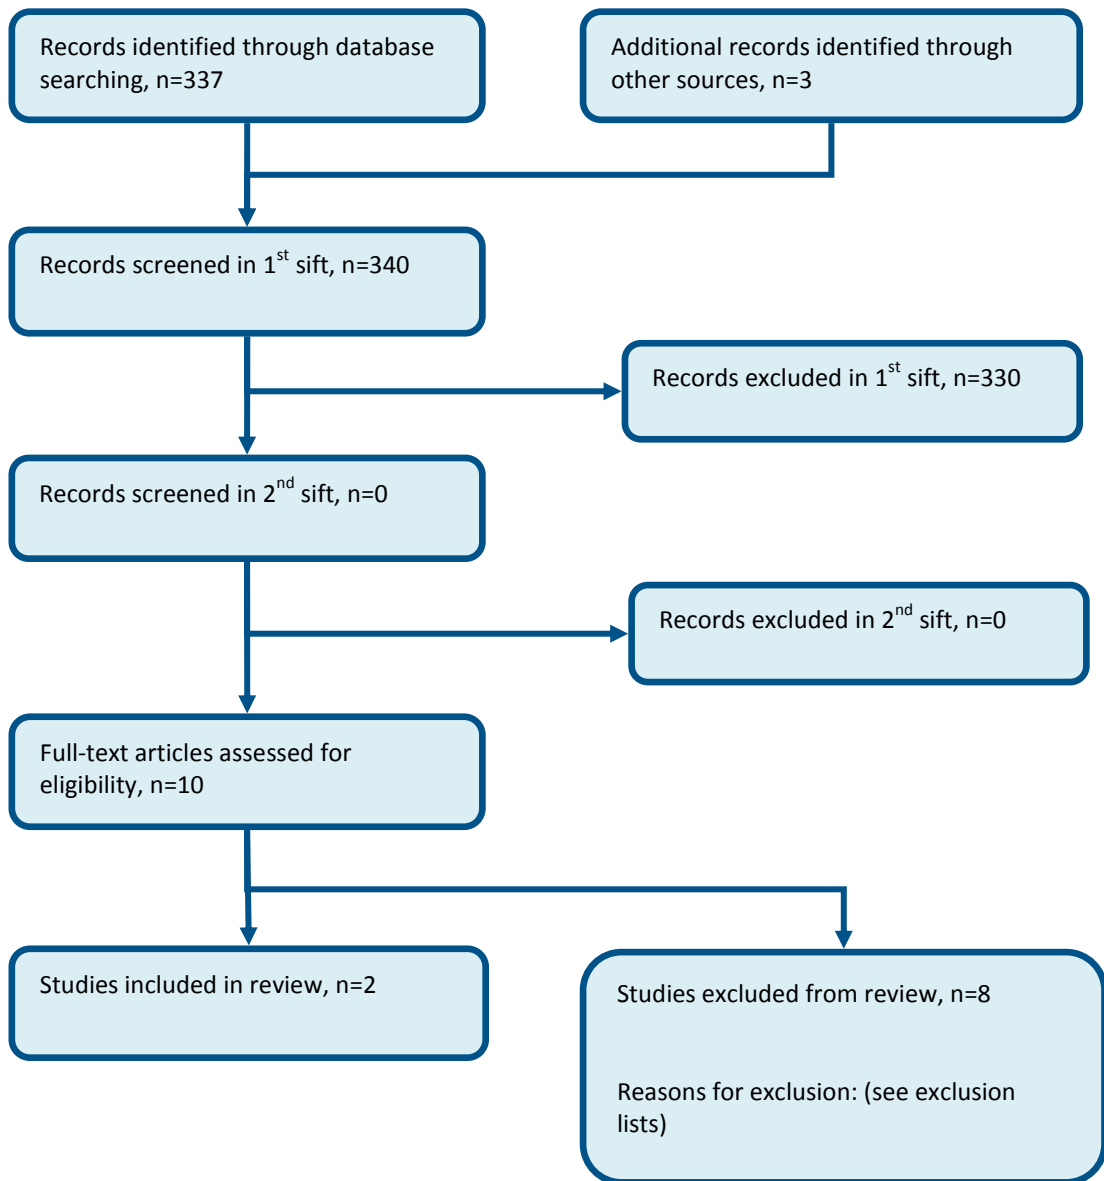 Records identified through database
searching, n=337
Additional records identified through
other sources, n=3
Records screened in 1st sift, n=340
Records excluded in 1st sift, n=330
Records screened in 2nd sift, n=0
Records excluded in 2nd sift, n=0
Full-text articles assessed for
eligibility, n=10
Studies included in review, n=2
Studies excluded from review, n=8
Reasons for exclusion: (see exclusion
lists)